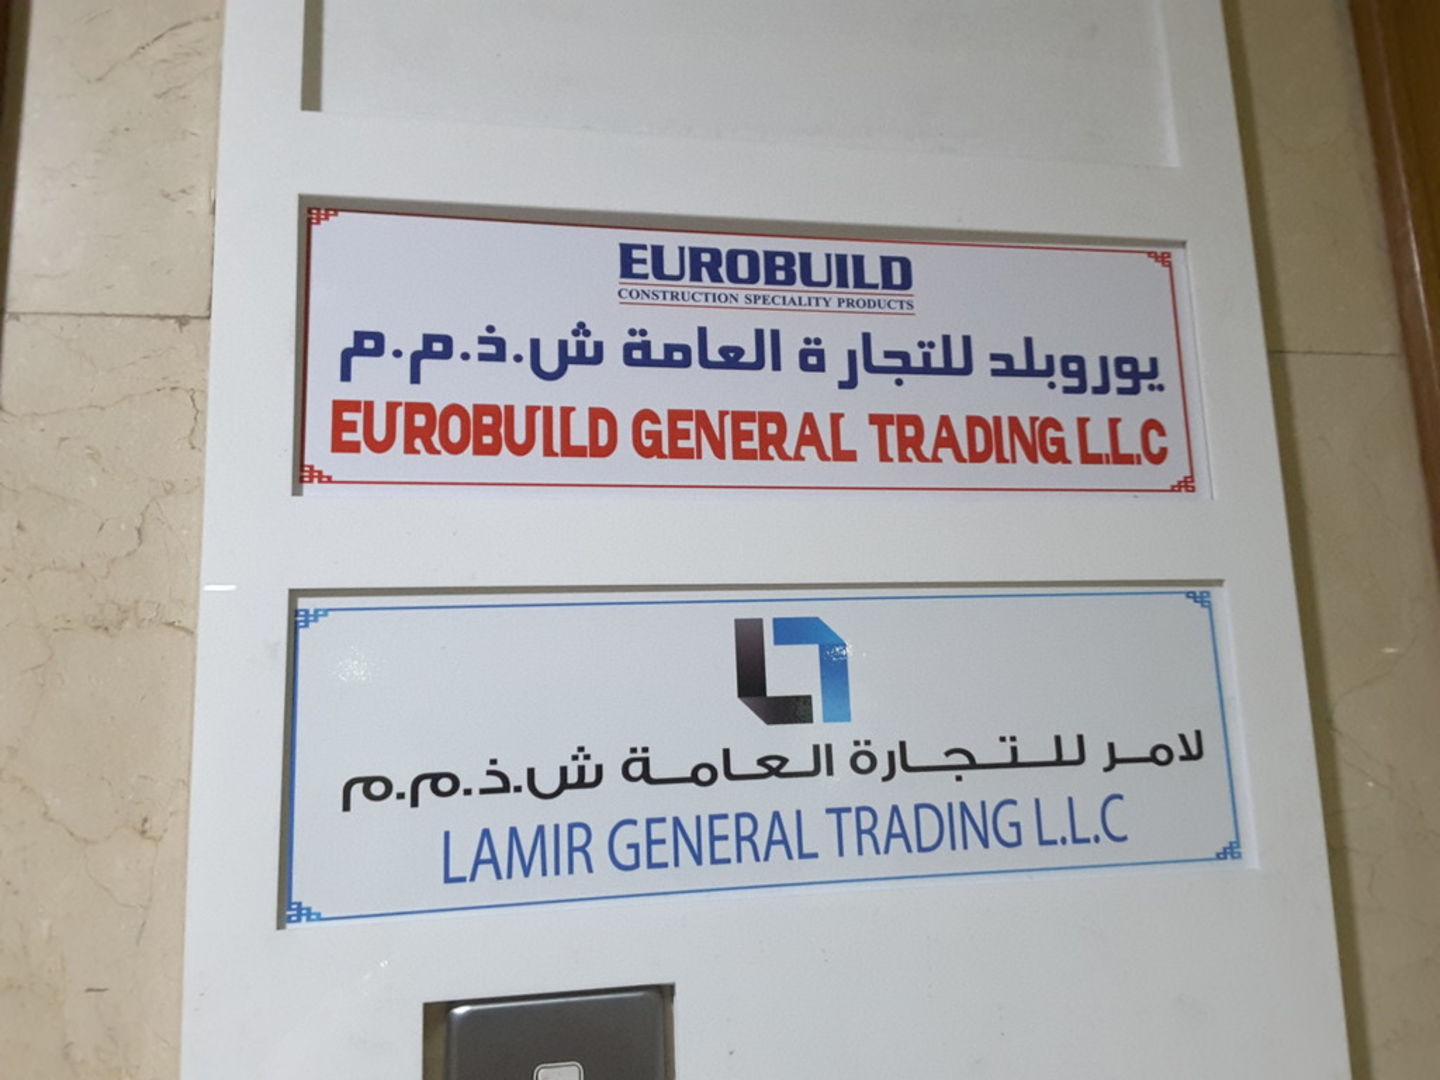 EUROBUILD
CONSTRUCTION SPECIALITY PRODUCTS
يوروبلد للتجارة العامة ش.ذ.م.م
EUROBUILD GENERAL TRADING L.L.C
لامر للتجارة العامة ش.ذ.م.م
LAMIR GENERAL TRADING L.L.C